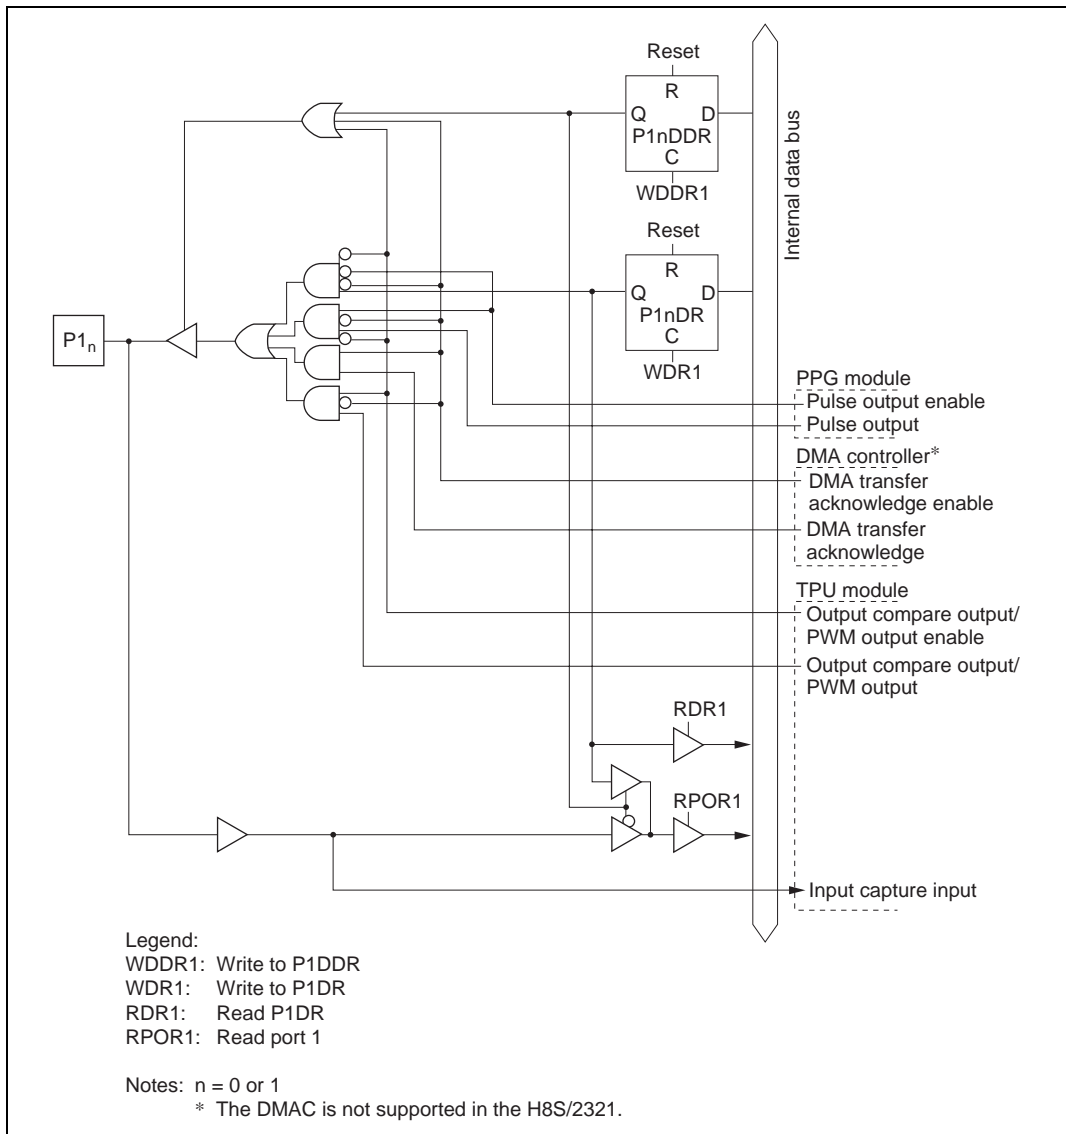 Reset
R
Q D
P1nDDR
C
WDDR1
Internal data bus
Reset
R
Q D
P1nDR
C
WDR1
P1n
PPG module
Pulse output enable
Pulse output
DMA controller*
DMA transfer
acknowledge enable
DMA transfer
acknowledge
TPU module
Output compare output/
PWM output enable
Output compare output/
PWM output
RDR1
RPOR1
Input capture input
Legend:
WDDR1: Write to P1DDR
WDR1: Write to P1DR
RDR1: Read P1DR
RPOR1: Read port 1
Notes: n = 0 or 1
* The DMAC is not supported in the H8S/2321.